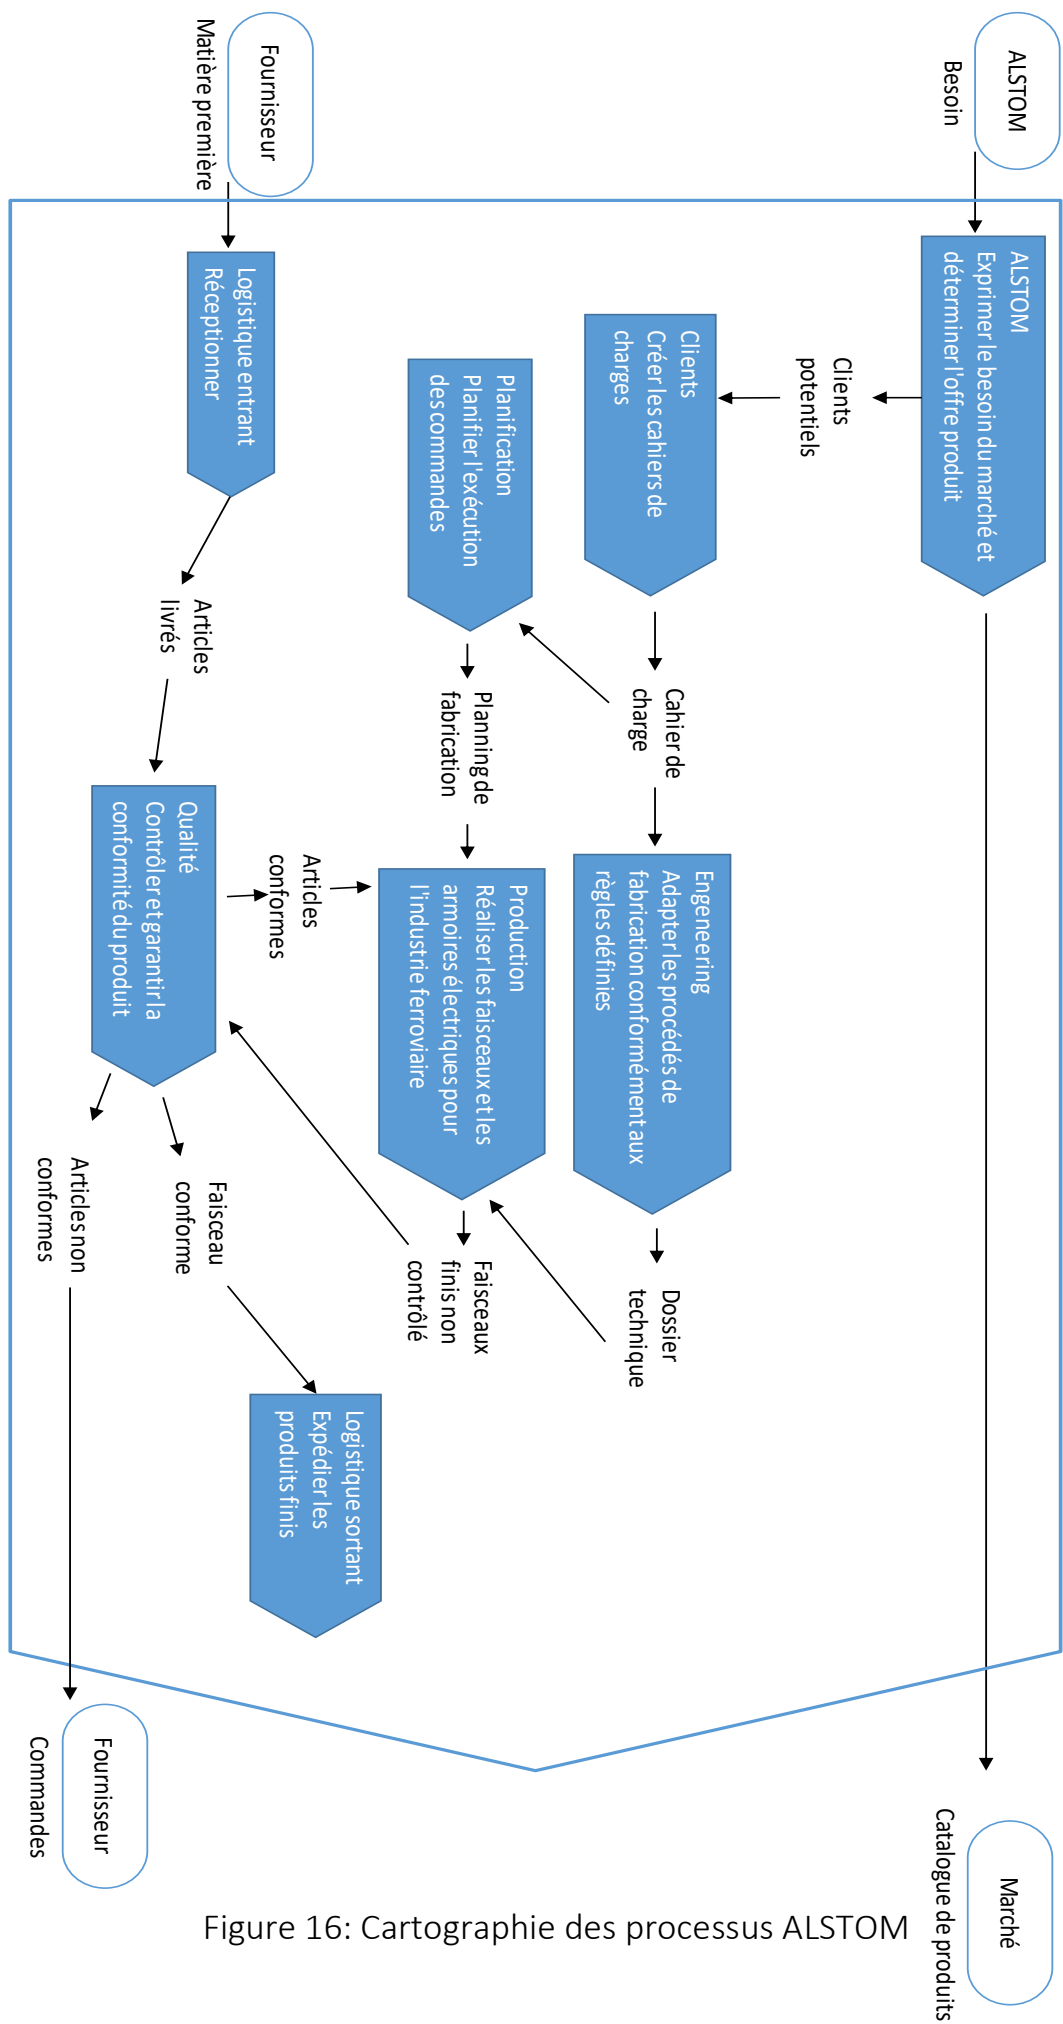 ALSTOM
Besoin
ALSTOM
Exprimer le besoin du marché et
déterminer l'offre produit
Clients
potentiels
Marché
Catalogue de produits
Clients
Créer les cahiers de
charges
Cahier de
charge
Engeneering
Adapter les procédés de
fabrication conformément aux
règles définies
Dossier
technique
Planification
Planifier l'exécution
des commandes
Planning de
fabrication
Production
Réaliser les faisceaux et les
armoires électriques pour
l'industrie ferroviaire
Faisceaux
finis non
contrôlé
Fournisseur
Matière première
Logistique entrant
Réceptionner
Articles
livrés
Articles
conformes
Qualité
Contrôler et garantir la
conformité du produit
Faisceau
conforme
Logistique sortant
Expédier les
produits finis
Articles non
conformes
Fournisseur
Commandes
Figure 16: Cartographie des processus ALSTOM